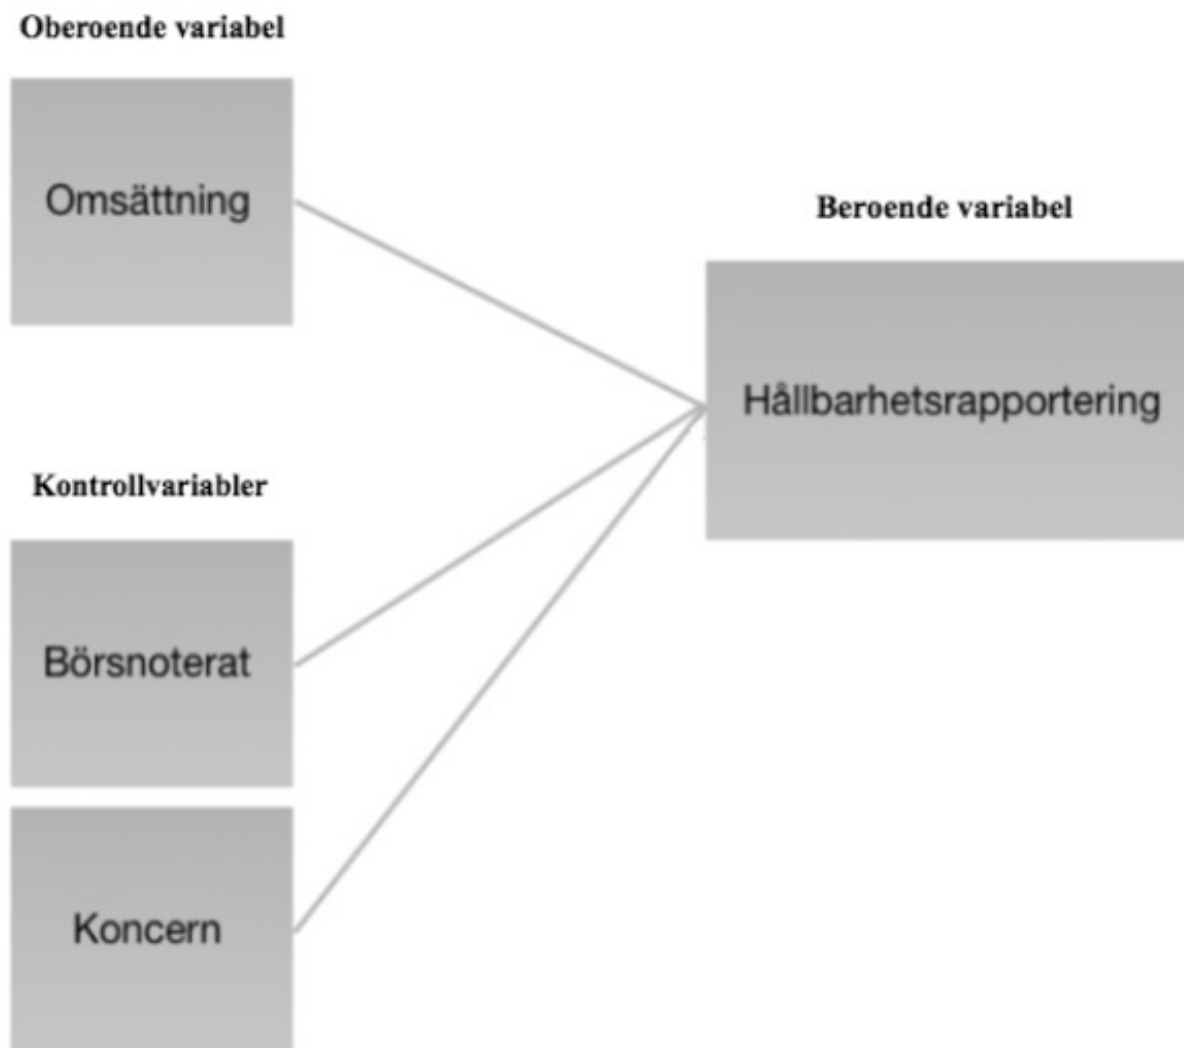 Oberoende variabel
Omsättning
Beroende variabel
Hållbarhetsrapportering
Kontrollvariabler
Börsnoterat
Koncern